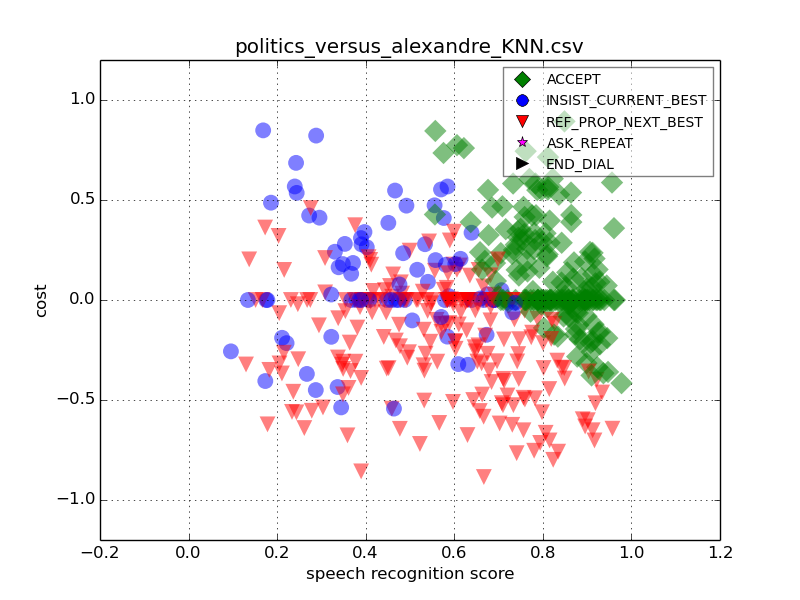 politics_versus_alexandre_KNN.csv
ACCEPT
INSIST_CURRENT_BEST
REF_PROP_NEXT_BEST
ASK_REPEAT
END_DIAL
1.0
0.5
0.0
−0.5
−1.0
cost
−0.2 0.0 0.2 0.4 0.6 0.8 1.0 1.2
speech recognition score